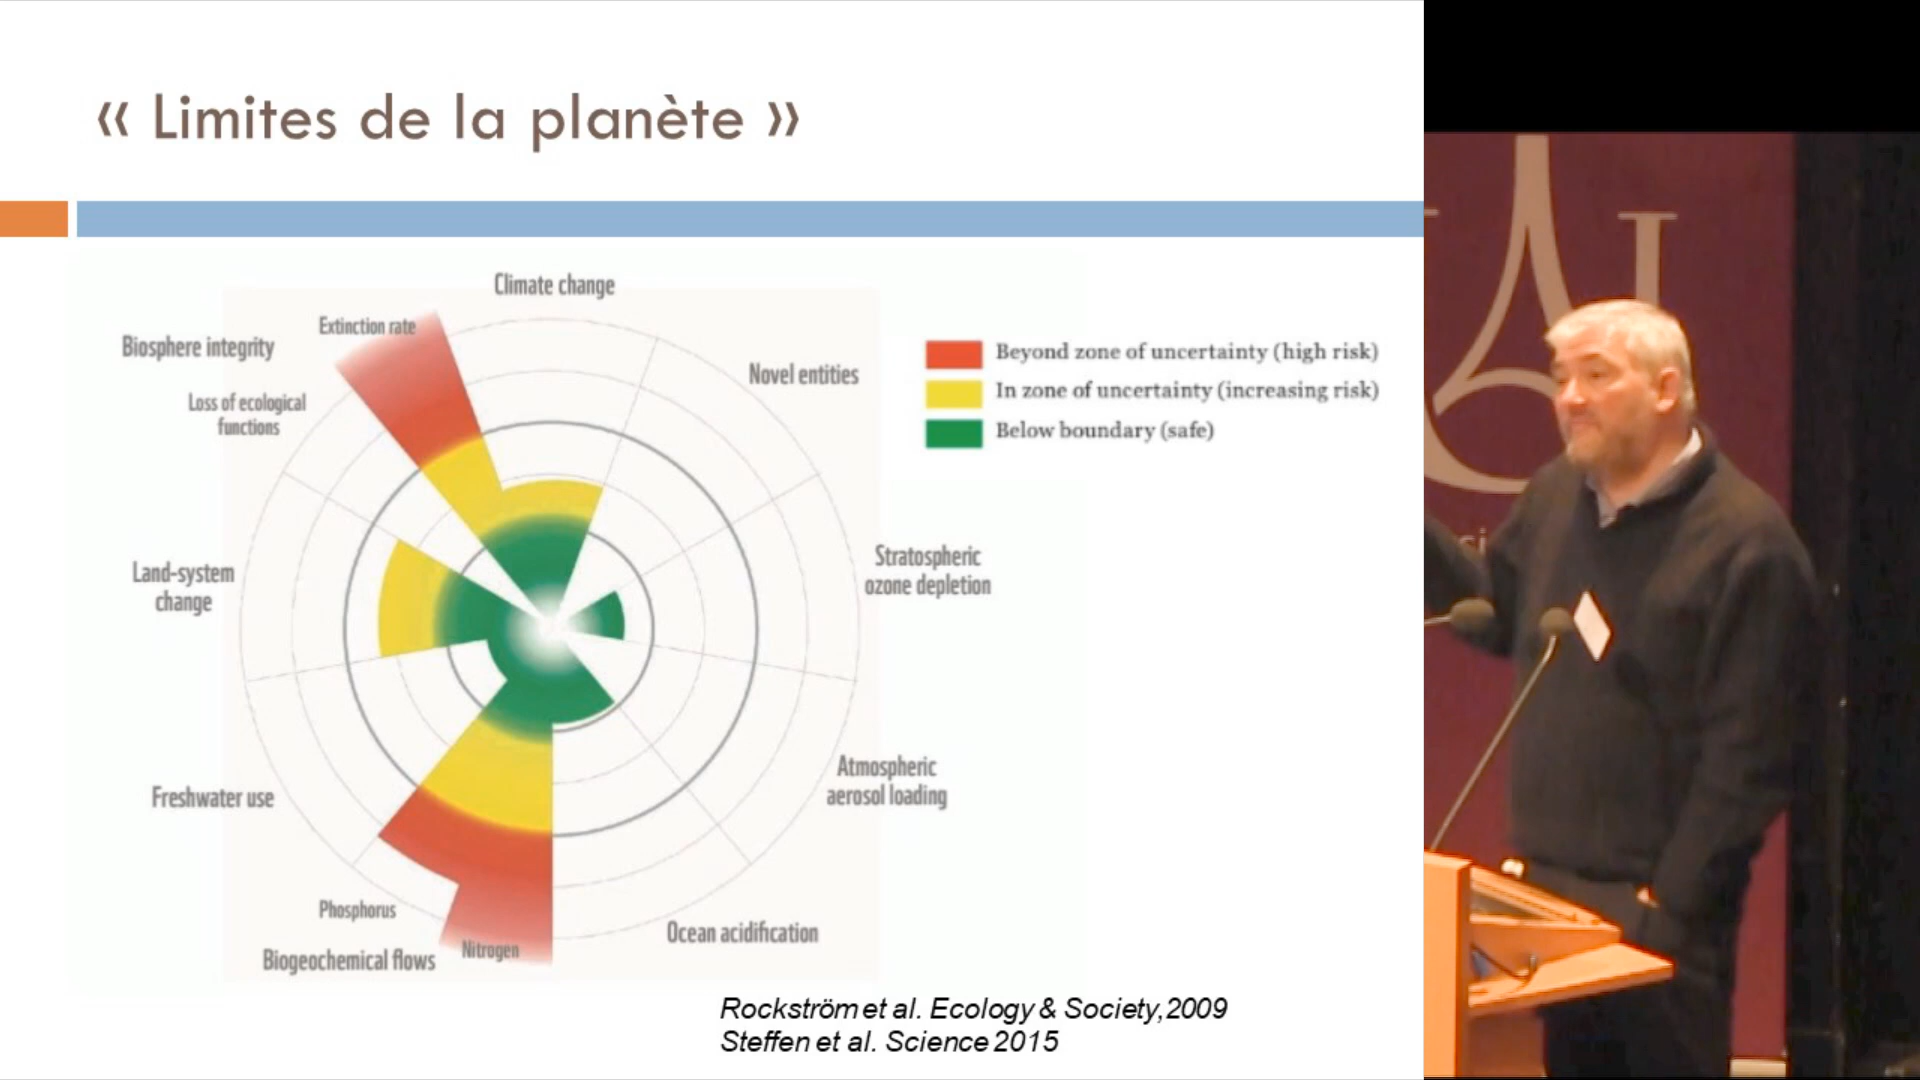 « Limites de la planète »
Climate change
Extinction rate
Biosphere integrity
Loss of ecological
functions
Novel entities
Beyond zone of uncertainty (high risk)
In zone of uncertainty (increasing risk)
Below boundary (safe)
Stratospheric
ozone depletion
Land-system
change
Atmospheric
aerosol loading
Freshwater use
Phosphorus
Nitrogen
Biogeochemical flows
Ocean acidification
Rockström et al. Ecology & Society,2009
Steffen et al. Science 2015